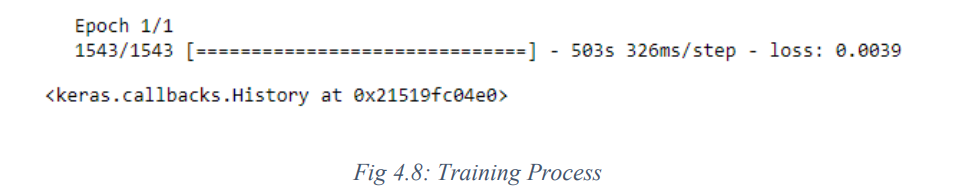 Epoch 1/1
1543/1543 [==============================] - 503s 326ms/step - loss: 0.0039
<keras.callbacks.History at 0x21519fc04e0>
Fig 4.8: Training Process